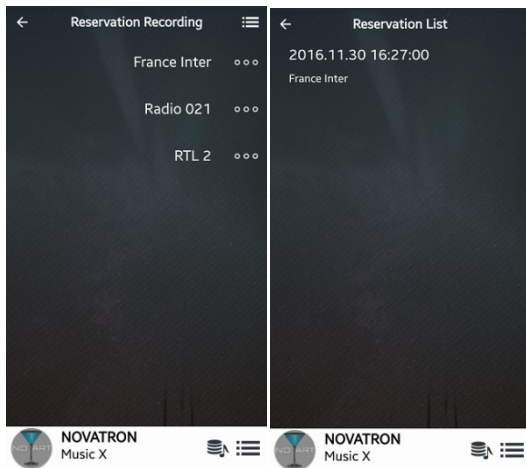 Reservation Recording
France Inter
Radio 021
RTL 2
NOVATRON
Music X
Reservation List
2016.11.30 16:27:00
France Inter
NOVATRON
Music X